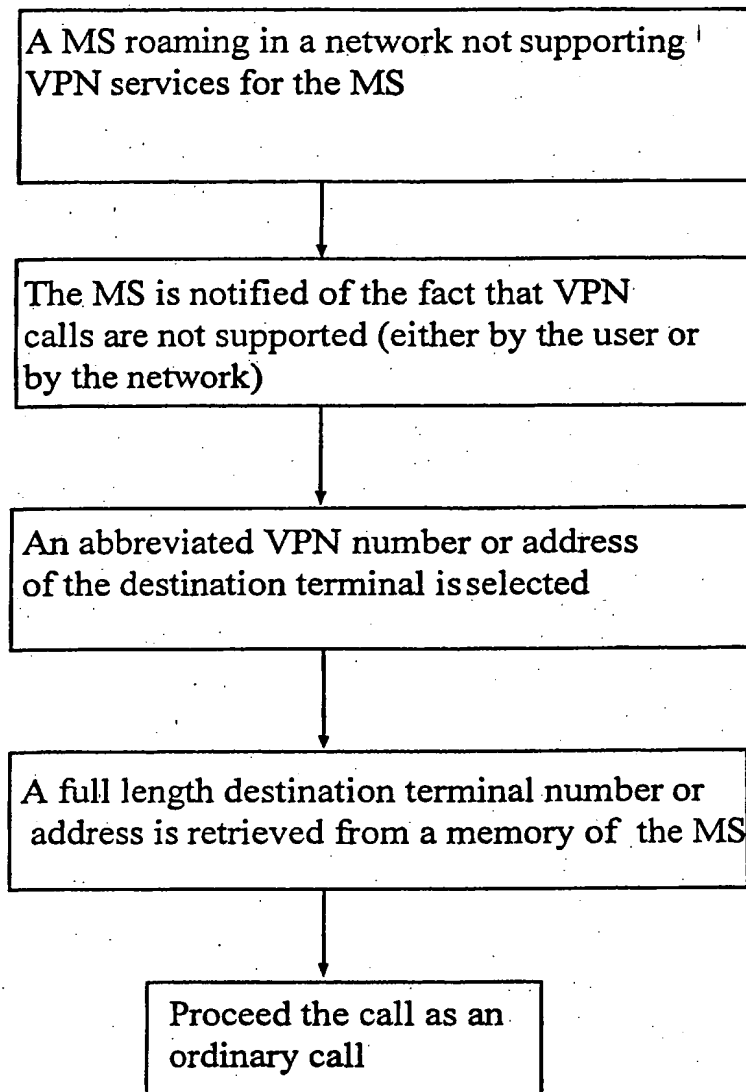 A MS roaming in a network not supporting
VPN services for the MS
The MS is notified of the fact that VPN
calls are not supported (either by the user or
by the network)
An abbreviated VPN number or address
of the destination terminal is selected
A full length destination terminal number or
address is retrieved from a memory of the MS
Proceed the call as an
ordinary call